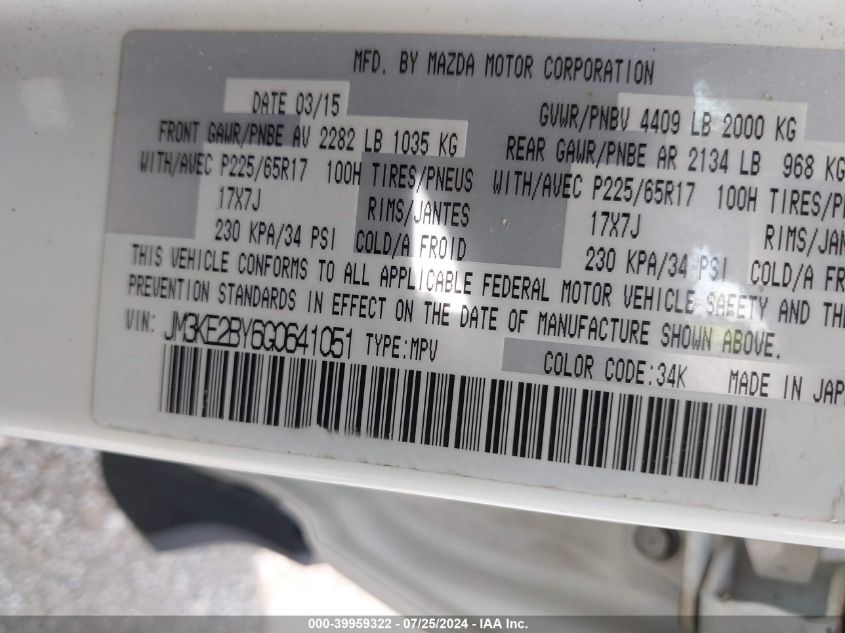 MFD. BY MAZDA MOTOR CORPORATION
DATE 03/15 GVWR/PNBV 4409 LB 2000 KG
FRONT GAWR/PNBE AV 2282 LB 1035 KG REAR GAWR/PNBE AR 2134 LB 968 KG
WITH/AVEC P225/65R17 100H TIRES/PNEUS WITH/AVEC P225/65R17 100H TIRES/P
17X7J RIMS/JANTES 17X7J RIMS/JAN
230 KPA/34 PSI COLD/A FROID 230 KPA/34 PSI COLD/A FR
THIS VEHICLE CONFORMS TO ALL APPLICABLE FEDERAL MOTOR VEHICLE SAFETY AND
PREVENTION STANDARDS IN EFFECT ON THE DATE OF MANUFACTURE SHOWN ABOVE.
VIN: JM3KE2BY6G0641051 TYPE:MPV
COLOR CODE:34K MADE IN JAP
000-39959322 - 07/25/2024 - IAA Inc.